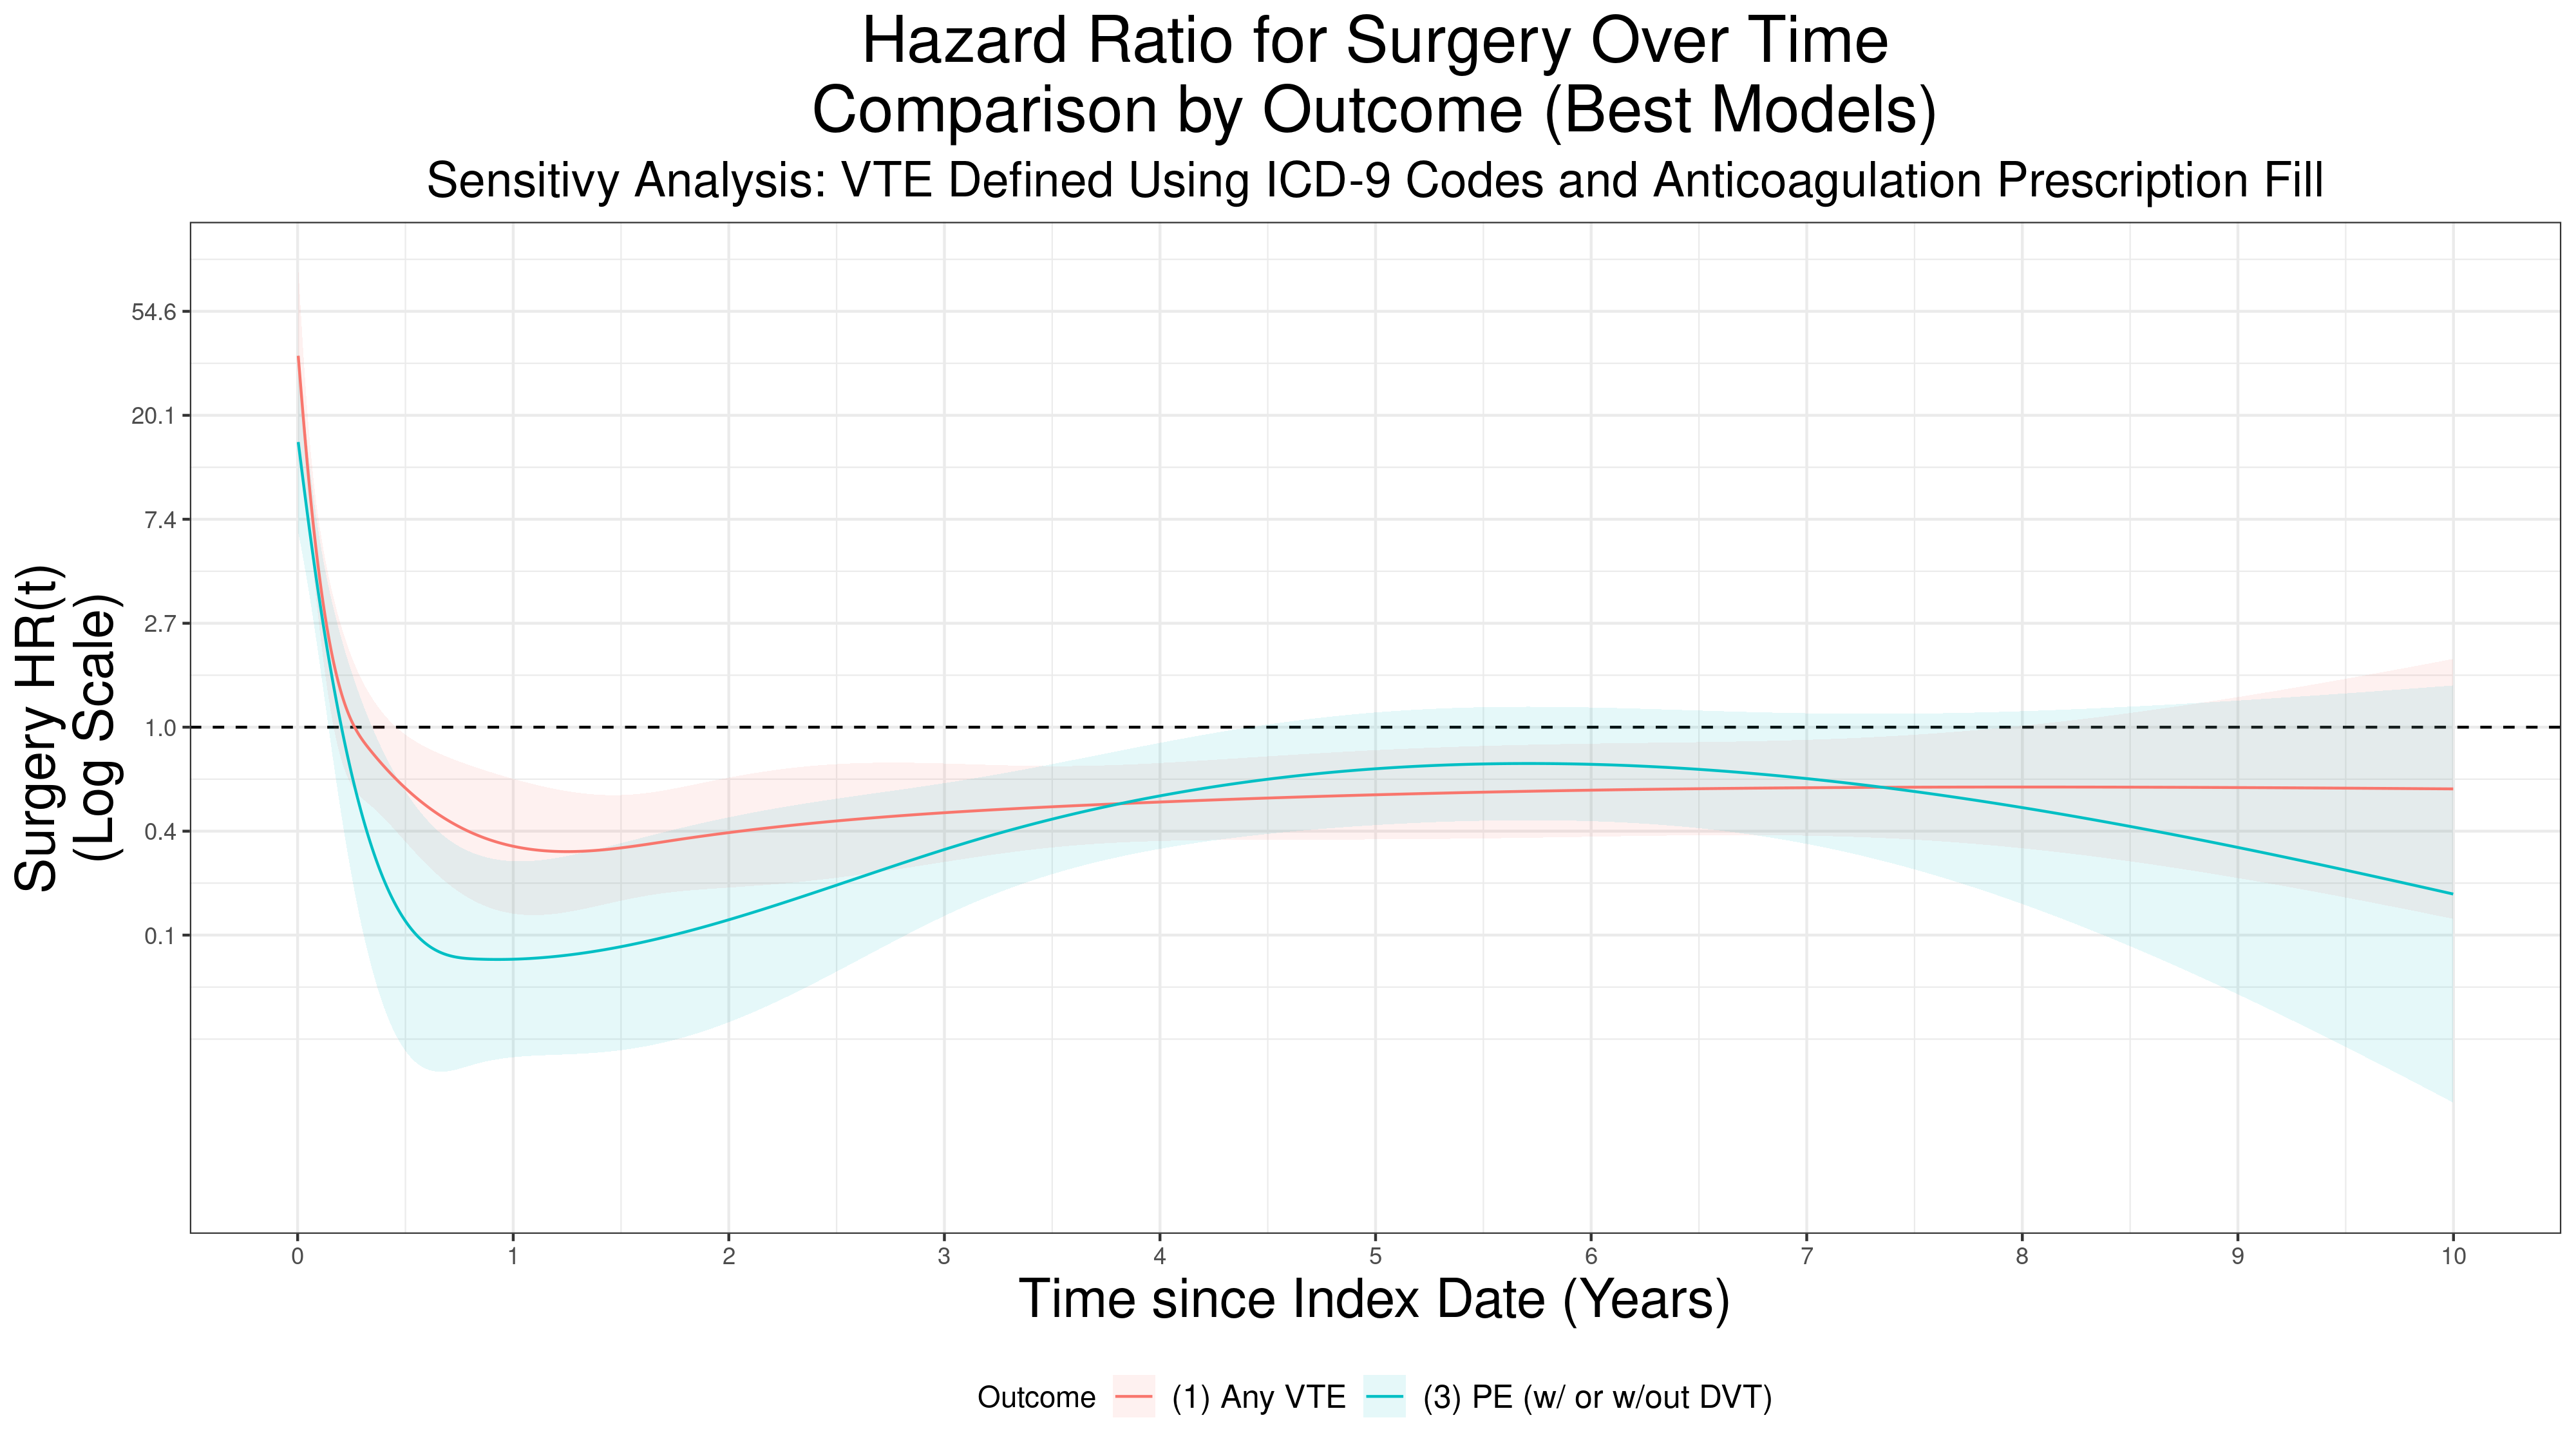 Hazard Ratio for Surgery Over Time
Comparison by Outcome (Best Models)
Sensitivy Analysis: VTE Defined Using ICD-9 Codes and Anticoagulation Prescription Fill
Surgery HR(t)
(Log Scale)
54.6
20.1
7.4
2.7
1.0
0.4
0.1
0 1 2 3 4 5 6 7 8 9 10
Time since Index Date (Years)
Outcome (1) Any VTE (3) PE (w/ or w/out DVT)